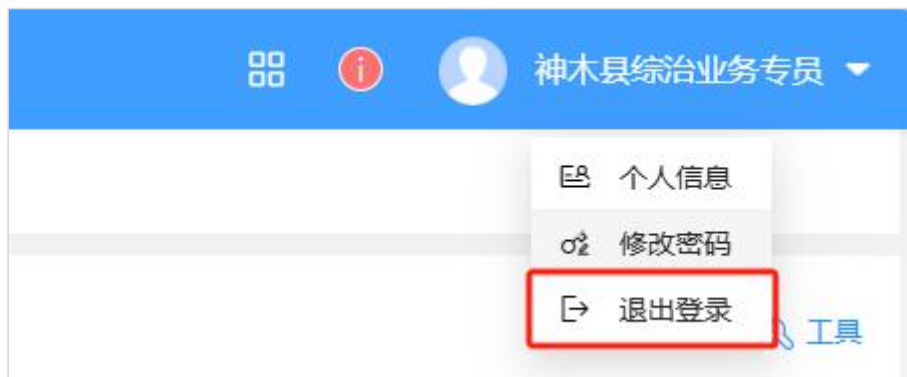 神木县综治业务专员
个人信息
修改密码
退出登录
工具